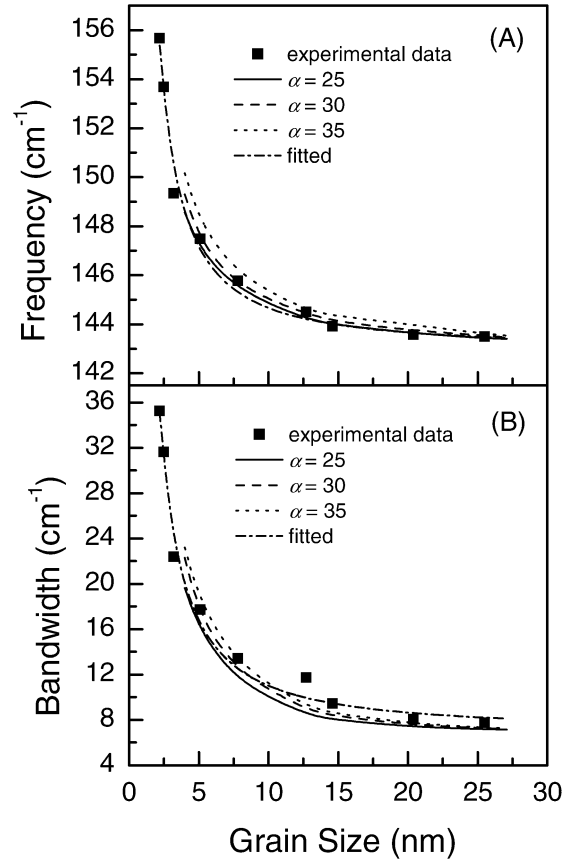 (A)
experimental data
α = 25
α = 30
α = 35
fitted
156
154
152
150
148
146
144
142
Frequency (cm-1)
(B)
experimental data
α = 25
α = 30
α = 35
fitted
36
32
28
24
20
16
12
8
4
Bandwidth (cm-1)
0 5 10 15 20 25 30
Grain Size (nm)